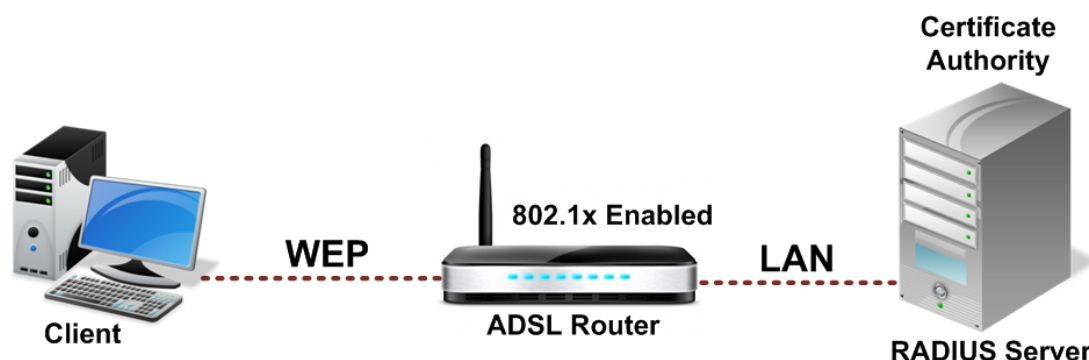 Certificate
Authority
802.1x Enabled
WEP
LAN
Client
ADSL Router
RADIUS Server